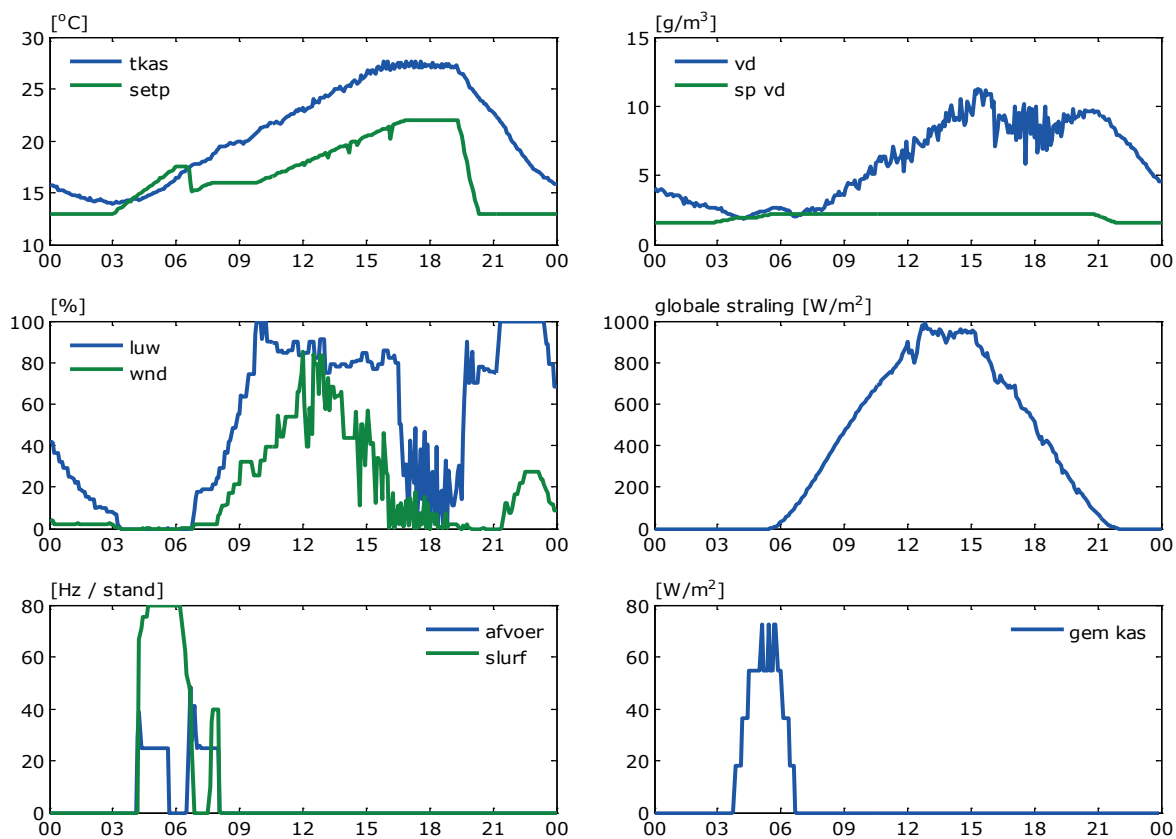 [°C]
30
25
20
15
10
tkas
setp
00 03 06 09 12 15 18 21 00
[g/m³]
15
10
5
0
vd
sp vd
00 03 06 09 12 15 18 21 00
[%]
100
80
60
40
20
0
luw
wnd
00 03 06 09 12 15 18 21 00
globale straling [W/m²]
1000
800
600
400
200
0
00 03 06 09 12 15 18 21 00
[Hz / stand]
80
60
40
20
0
afvoer
slurf
00 03 06 09 12 15 18 21 00
[W/m²]
80
60
40
20
0
gem kas
00 03 06 09 12 15 18 21 00